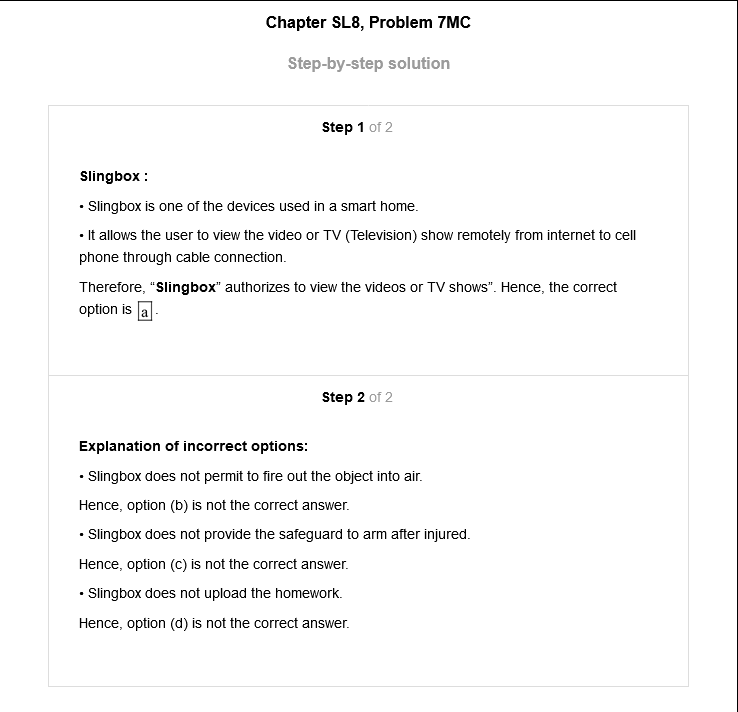 Chapter SL8, Problem 7MC
Step-by-step solution
Step 1 of 2
Slingbox :
• Slingbox is one of the devices used in a smart home.
• It allows the user to view the video or TV (Television) show remotely from internet to cell
phone through cable connection.
Therefore, “Slingbox” authorizes to view the videos or TV shows”. Hence, the correct
option is a .
Step 2 of 2
Explanation of incorrect options:
• Slingbox does not permit to fire out the object into air.
Hence, option (b) is not the correct answer.
• Slingbox does not provide the safeguard to arm after injured.
Hence, option (c) is not the correct answer.
• Slingbox does not upload the homework.
Hence, option (d) is not the correct answer.